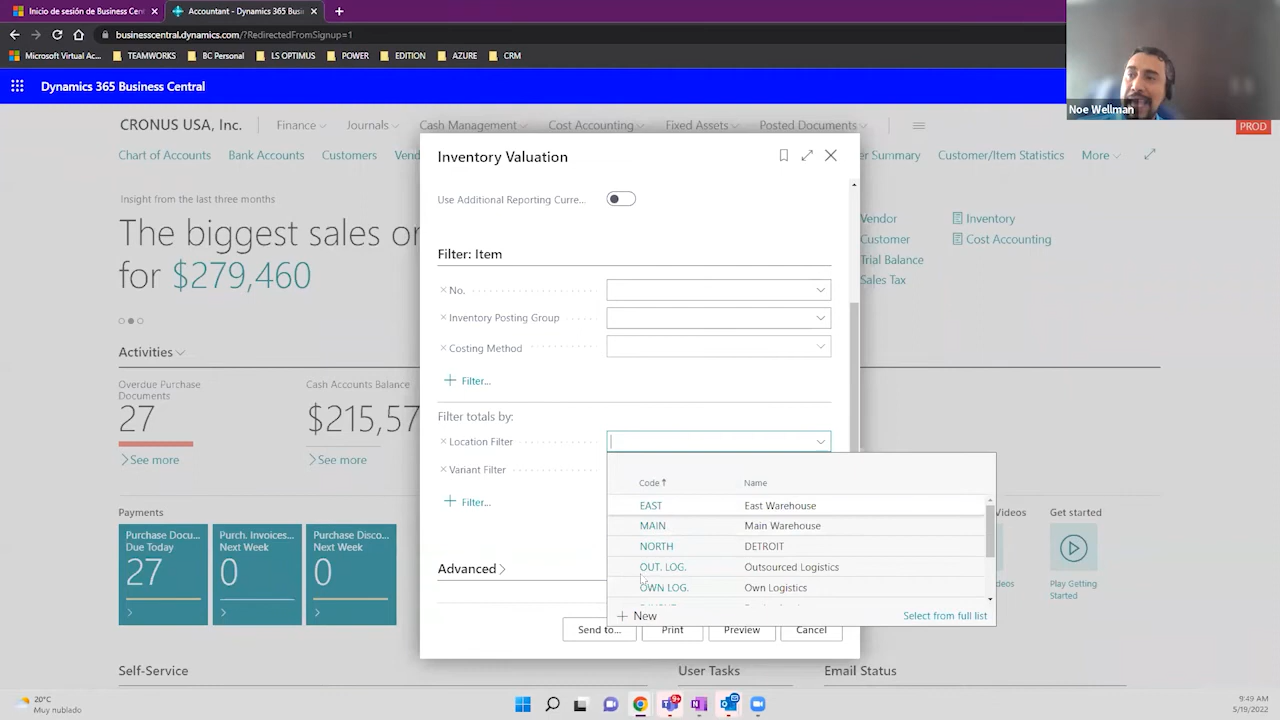 Inicio de sesión de Business Cent
Accountant - Dynamics 365 Busin
businesscentral.dynamics.com/?RedirectedFromSignup=1
Microsoft Virtual Ac...
TEAMWORKS
BC Personal
LS OPTIMUS
POWER
EDITION
AZURE
CRM
Noe Wellman
Dynamics 365 Business Central
PROD
CRONUS USA, Inc.
Finance
Journals
Cash Management
Cost Accounting
Fixed Assets
Posted Documents
Chart of Accounts
Bank Accounts
Customers
Summary
Customer/Item Statistics
More
Insight from the last three months
The biggest sales or
for $279,460
Activities
Overdue Purchase
Documents
27
See more
Cash Accounts Balance
$215,57
See more
Payments
Purchase Docu...
Due Today
27
Purch. Invoices...
Next Week
0
Purchase Disco...
Next Week
0
Self-Service
Inventory Valuation
Use Additional Reporting Curre...
Filter: Item
No.
Inventory Posting Group
Costing Method
Filter...
Filter totals by:
Location Filter
Variant Filter
Filter...
Advanced
Code
Name
EAST
East Warehouse
MAIN
Main Warehouse
NORTH
DETROIT
OUT. LOG.
Outsourced Logistics
OWN LOG.
Own Logistics
New
Select from full list
Send to...
Print
Preview
Cancel
Vendor
Customer
Trial Balance
Sales Tax
Inventory
Cost Accounting
Get started
Play Getting
Started
User Tasks
Email Status
20°C
Muy nublado
9+
9:49 AM
5/19/2022